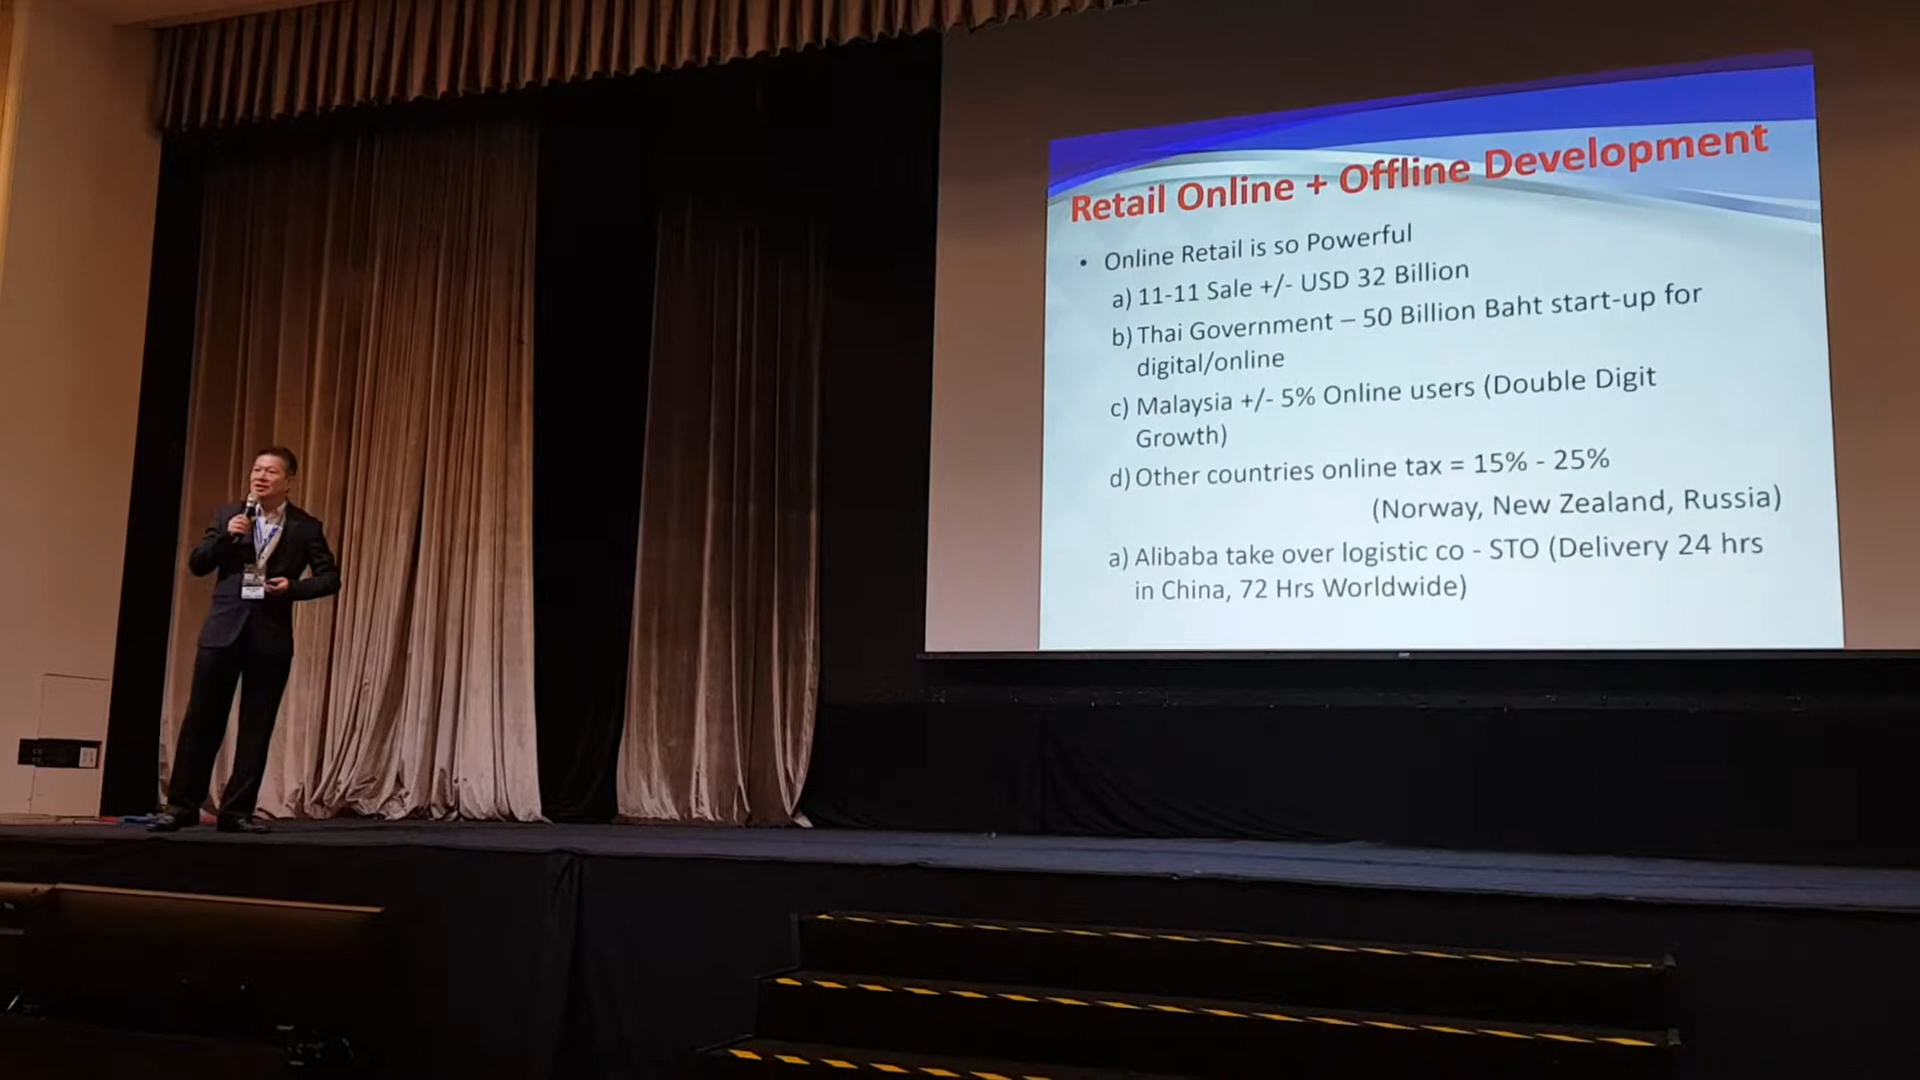 Retail Online + Offline Development
• Online Retail is so Powerful
a) 11-11 Sale +/- USD 32 Billion
b) Thai Government – 50 Billion Baht start-up for
digital/online
c) Malaysia +/- 5% Online users (Double Digit
Growth)
d) Other countries online tax = 15% - 25%
(Norway, New Zealand, Russia)
a) Alibaba take over logistic co - STO (Delivery 24 hrs
in China, 72 Hrs Worldwide)